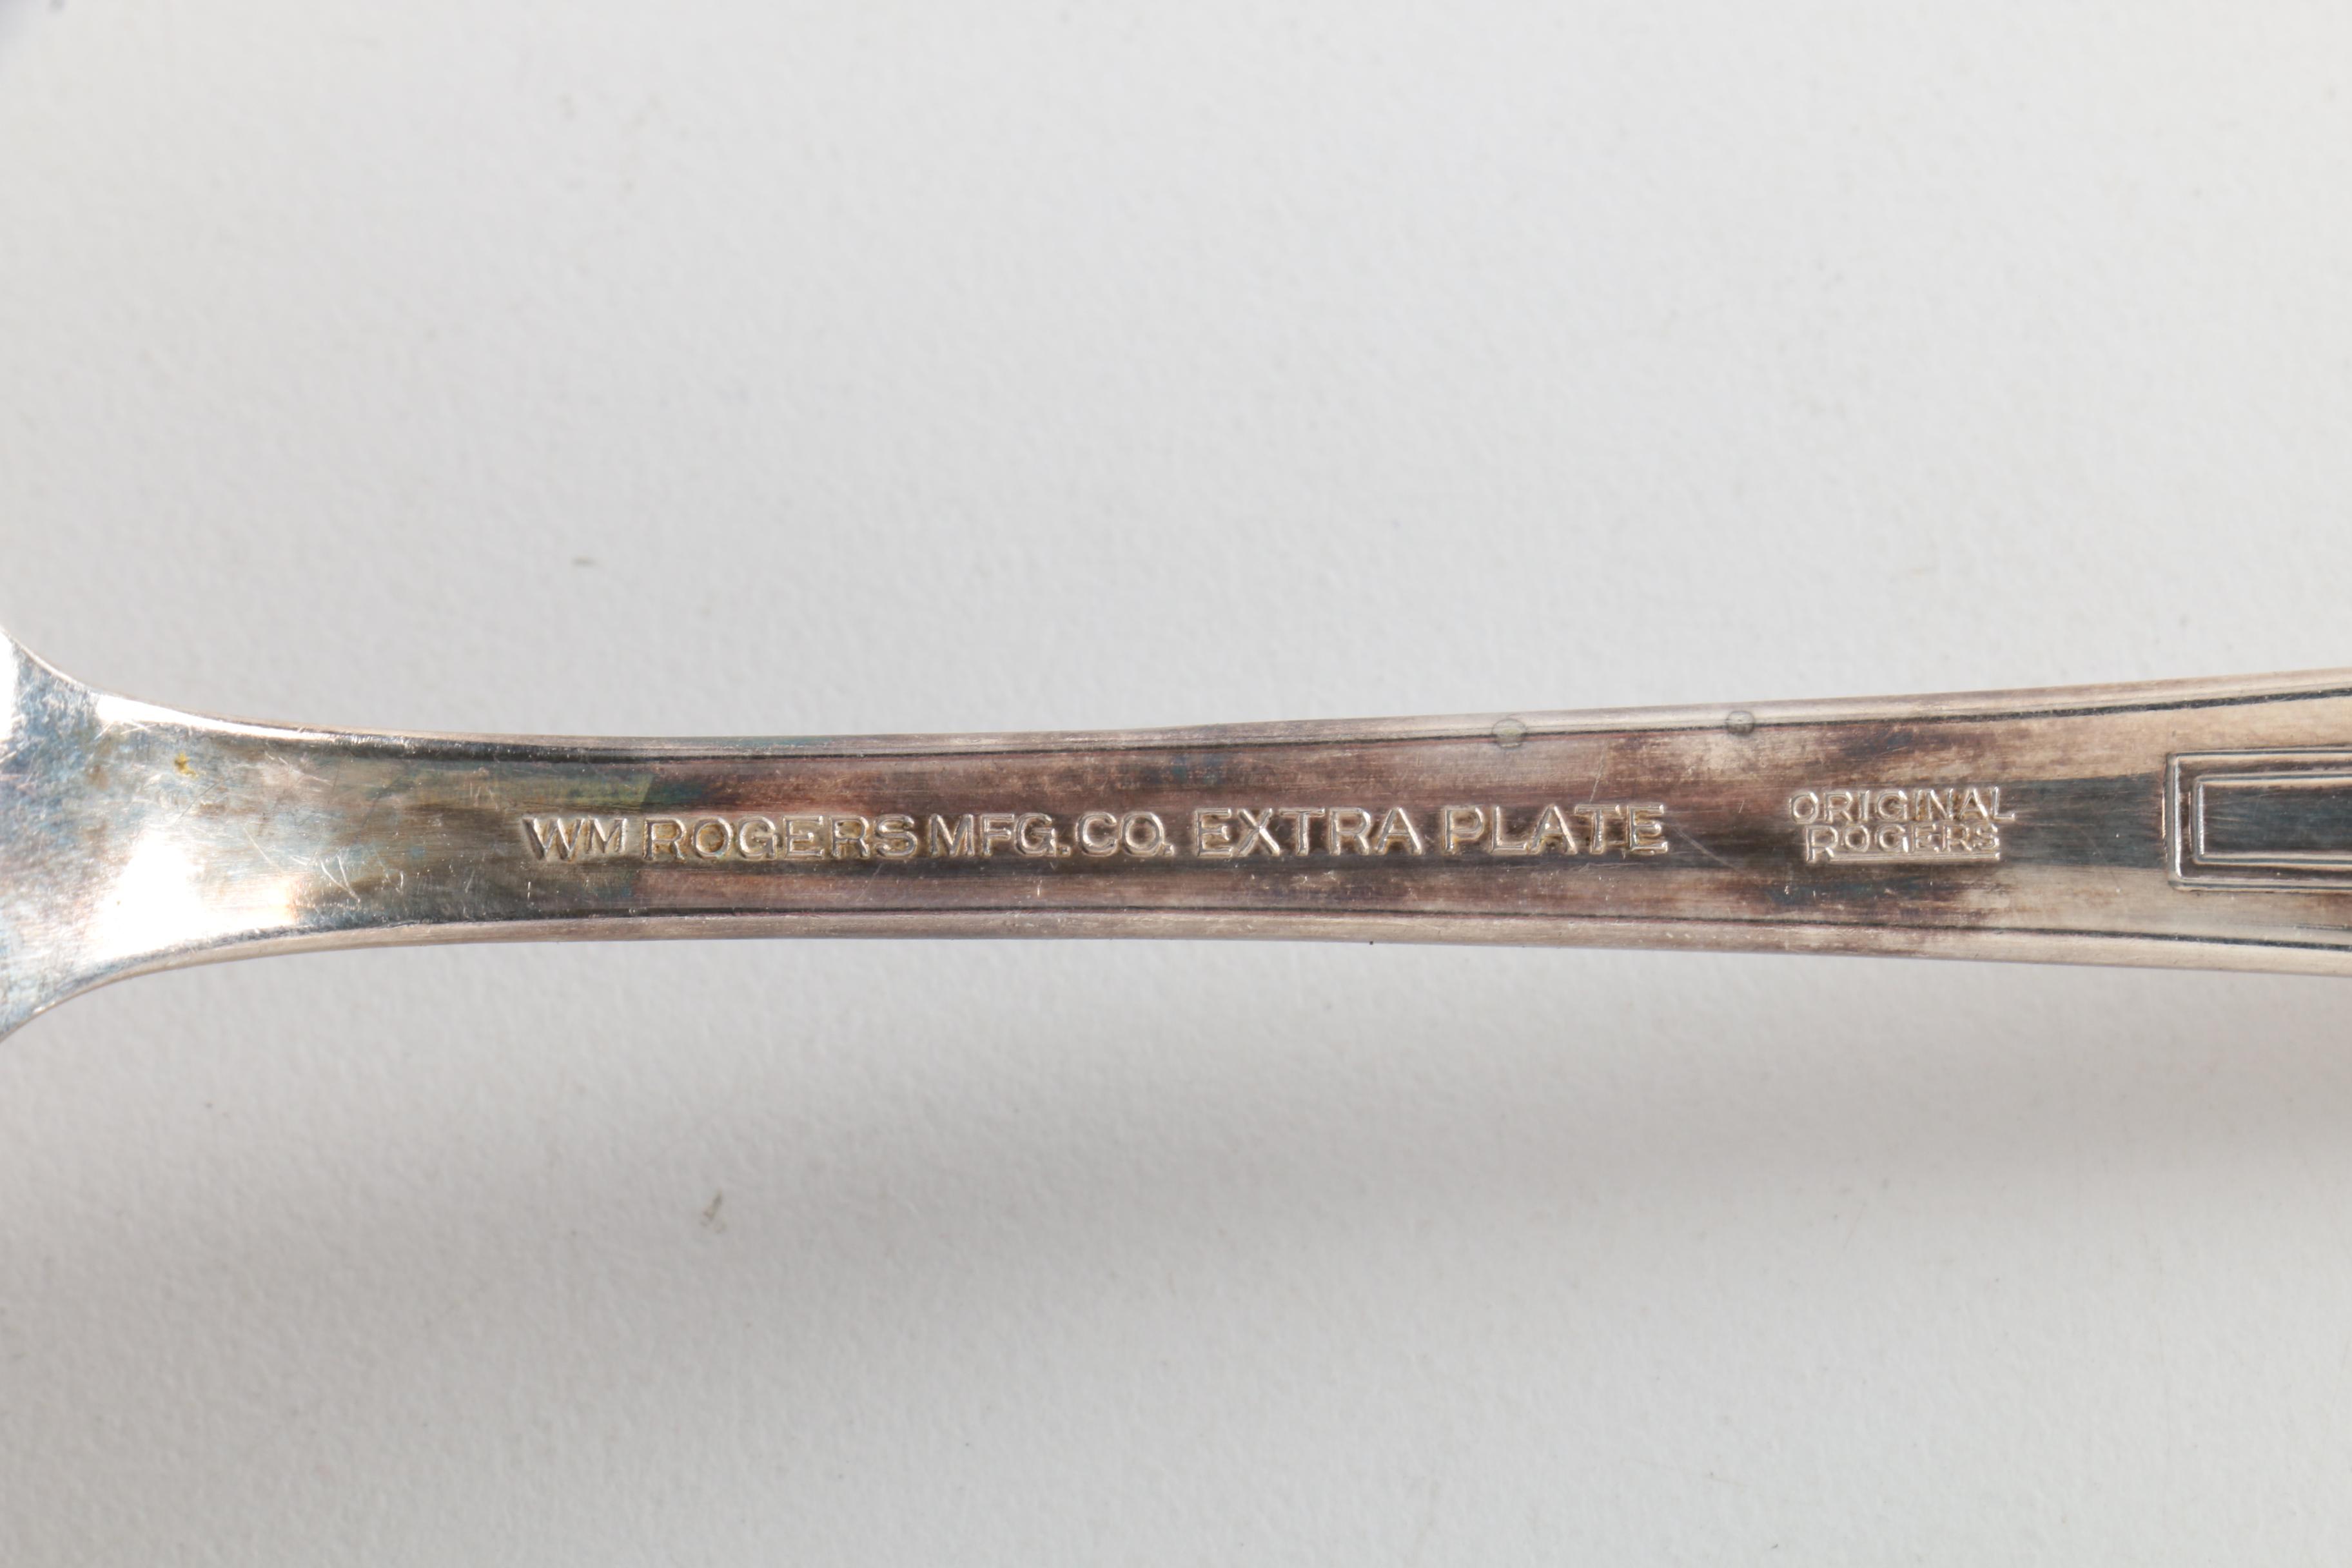 WM ROGERS MFG. CO. EXTRA PLATE
ORIGINAL
ROGERS